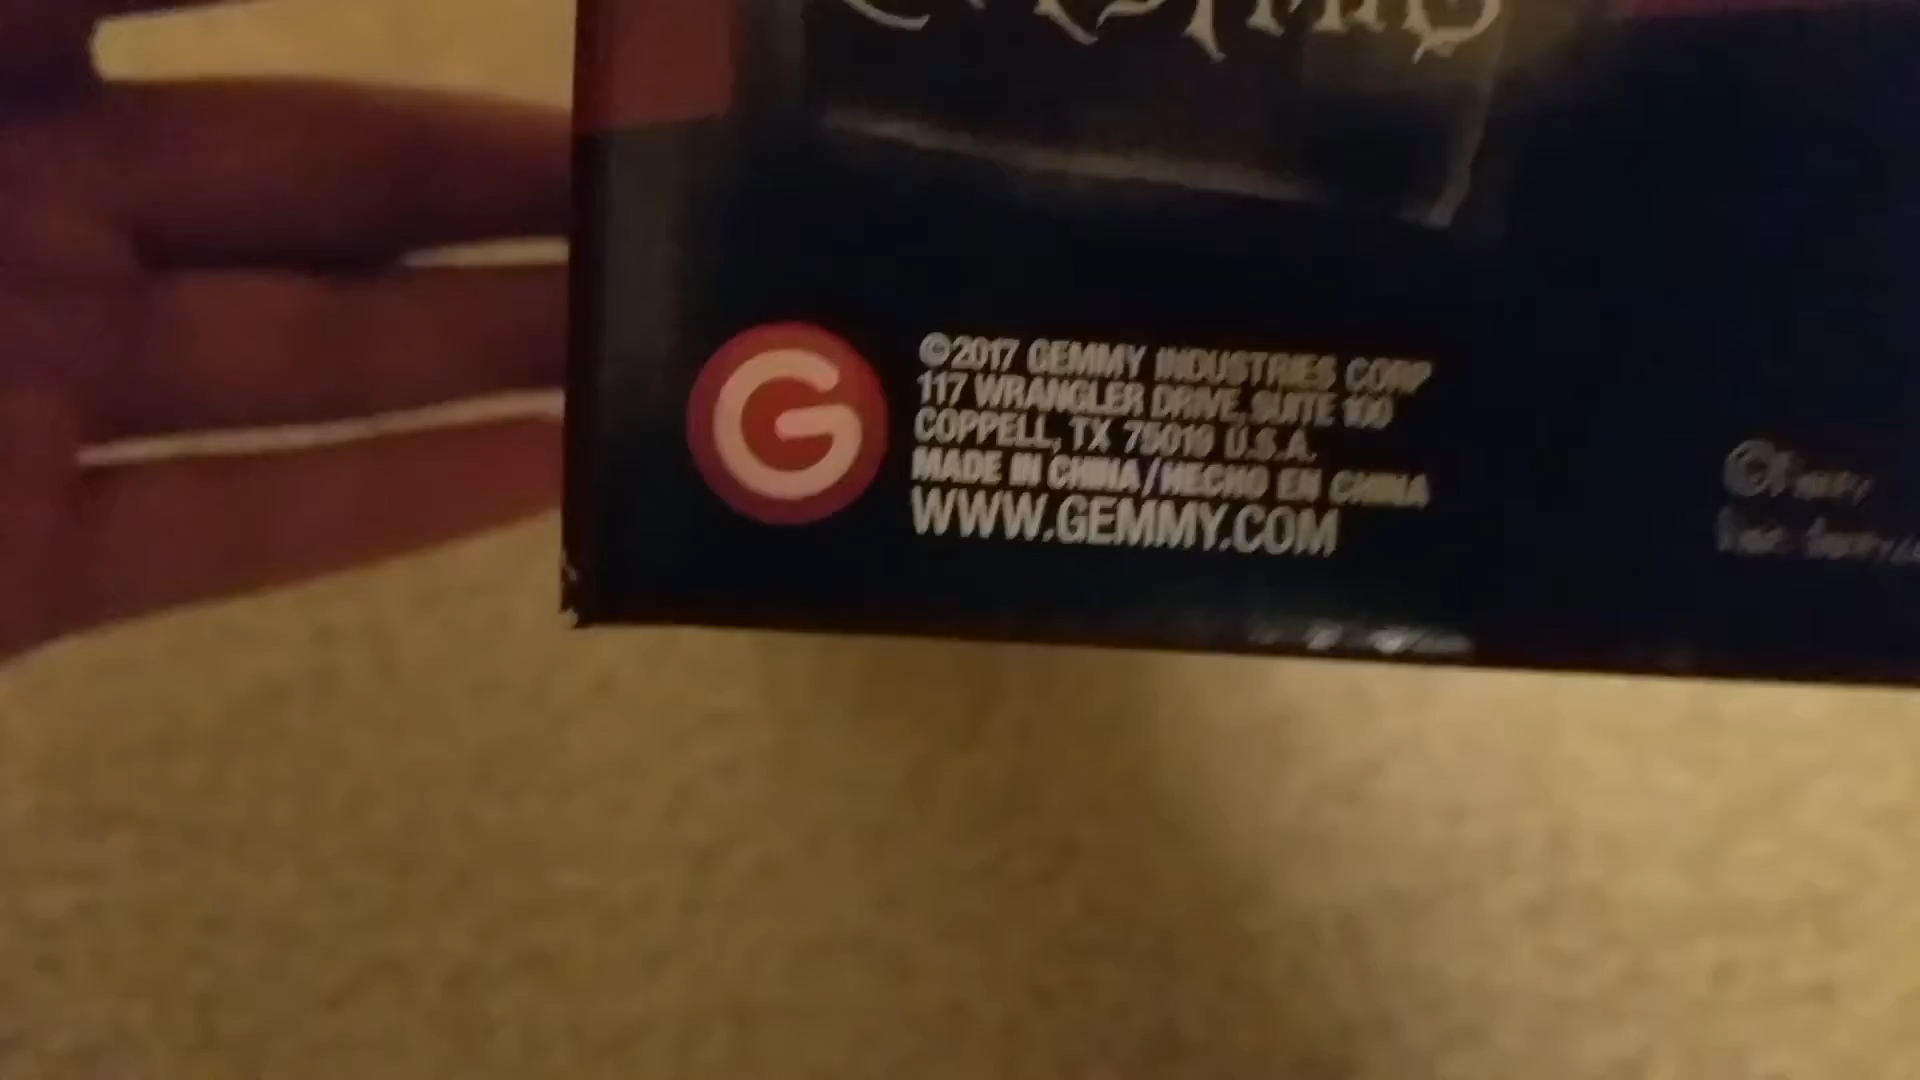 G
©2017 GEMMY INDUSTRIES CORP
117 WRANGLER DRIVE, SUITE 100
COPPELL, TX 75019 U.S.A.
MADE IN CHINA/HECHO EN CHINA
WWW.GEMMY.COM
©Disney